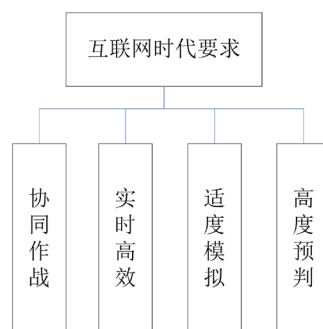 互联网时代要求
协同作战
实时高效
适度模拟
高度预判